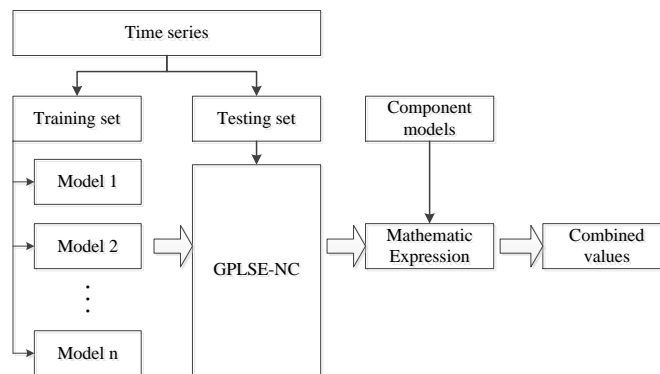 Time series
Training set
Testing set
Component
models
Model 1
Model 2
Model n
GPLSE-NC
Mathematic
Expression
Combined
values